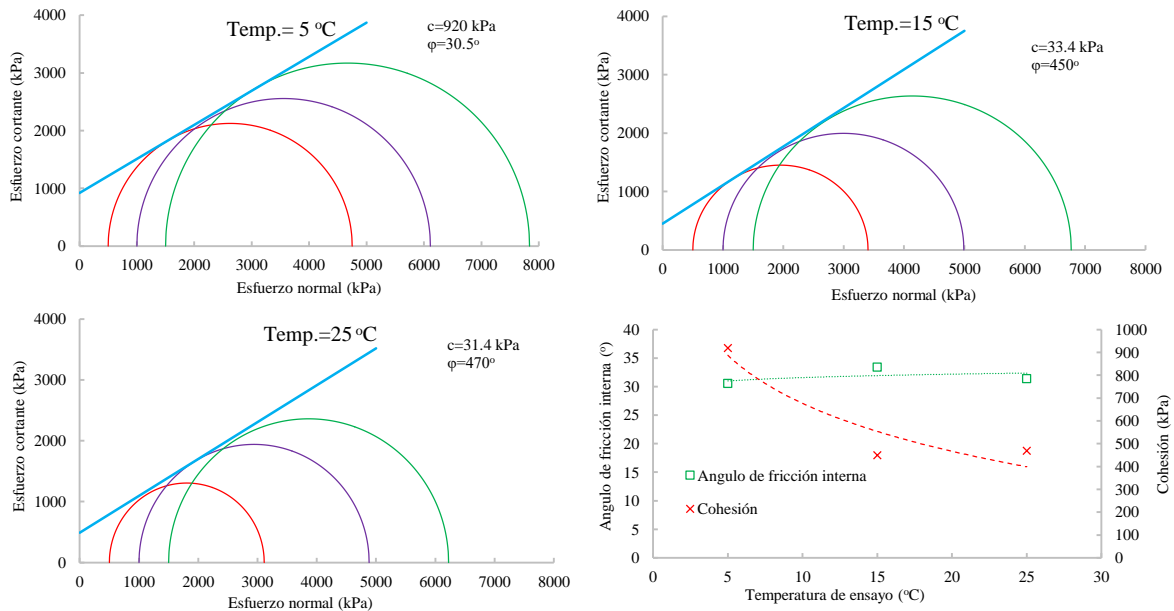 Temp.= 5 ºC
c=920 kPa
φ=30.5º
Esfuerzo cortante (kPa)
4000
3000
2000
1000
0
0 1000 2000 3000 4000 5000 6000 7000 8000
Esfuerzo normal (kPa)
Temp.=15 ºC
c=33.4 kPa
φ=450º
Esfuerzo cortante (kPa)
4000
3000
2000
1000
0
0 1000 2000 3000 4000 5000 6000 7000 8000
Esfuerzo normal (kPa)
Temp.=25 ºC
c=31.4 kPa
φ=470º
Esfuerzo cortante (kPa)
4000
3000
2000
1000
0
0 1000 2000 3000 4000 5000 6000 7000 8000
Esfuerzo normal (kPa)
Angulo de fricción interna (º)
40
35
30
25
20
15
10
5
0
Angulo de fricción interna
Cohesión
1000
900
800
700
600
500
400
300
200
100
0
Cohesión (kPa)
0 5 10 15 20 25 30
Temperatura de ensayo (ºC)